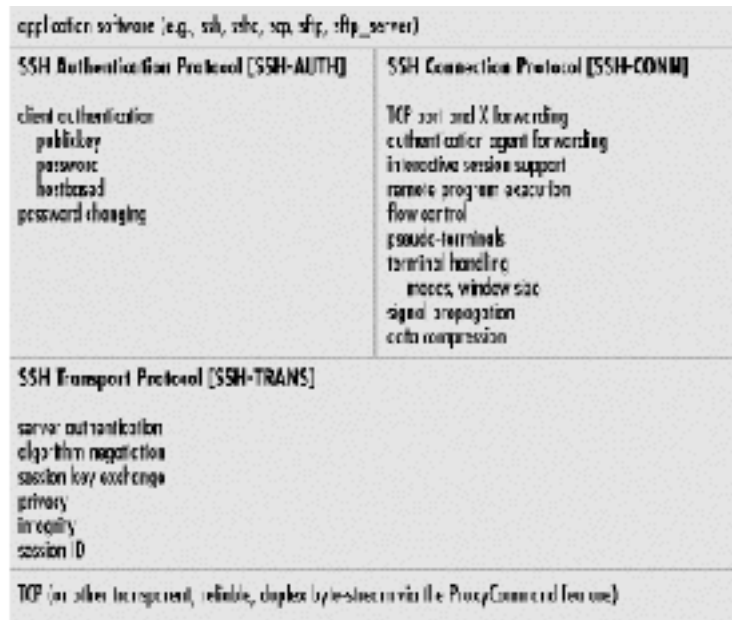 application software (e.g., ssh, sshd, scp, sftp, sftp_server)
SSH Authentication Protocol [SSH-AUTH]
client authentication
publickey
password
hostbased
password changing
SSH Connection Protocol [SSH-CONN]
TCP port and X forwarding
authentication agent forwarding
interactive session support
remote program execution
flow control
pseudo-terminals
terminal handling
modes, window size
signal propagation
data compression
SSH Transport Protocol [SSH-TRANS]
server authentication
algorithm negotiation
session key exchange
privacy
integrity
session ID
TCP (or other transparent, reliable, duplex byte-stream via the ProxyCommand feature)